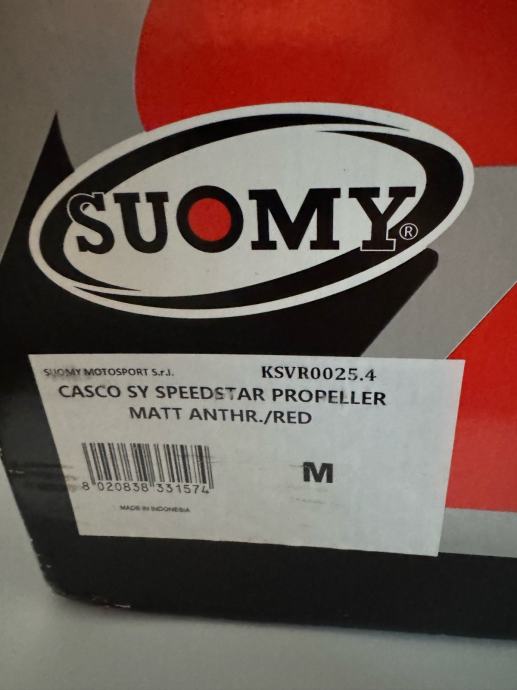 SUOMY®
SUOMY MOTOSPORT S.r.l.
KSVR0025.4
CASCO SY SPEEDSTAR PROPELLER
MATT ANTHR./RED
M
8 020838 331574
MADE IN INDONESIA